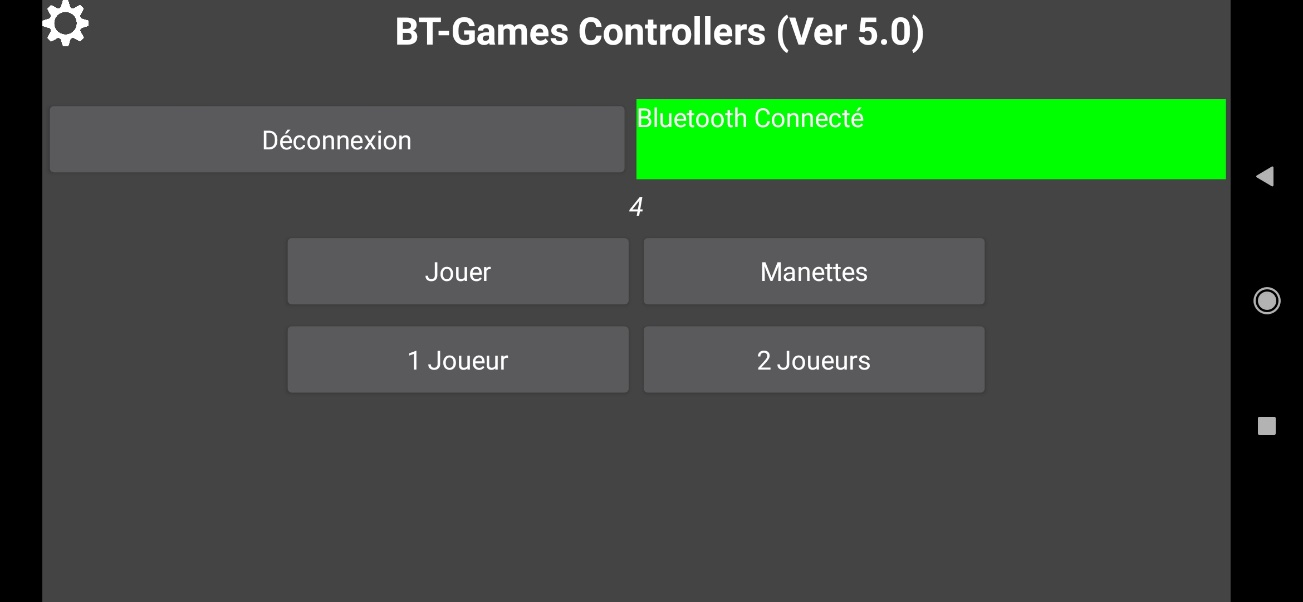 BT-Games Controllers (Ver 5.0)
Déconnexion
Bluetooth Connecté
4
Jouer
Manettes
1 Joueur
2 Joueurs